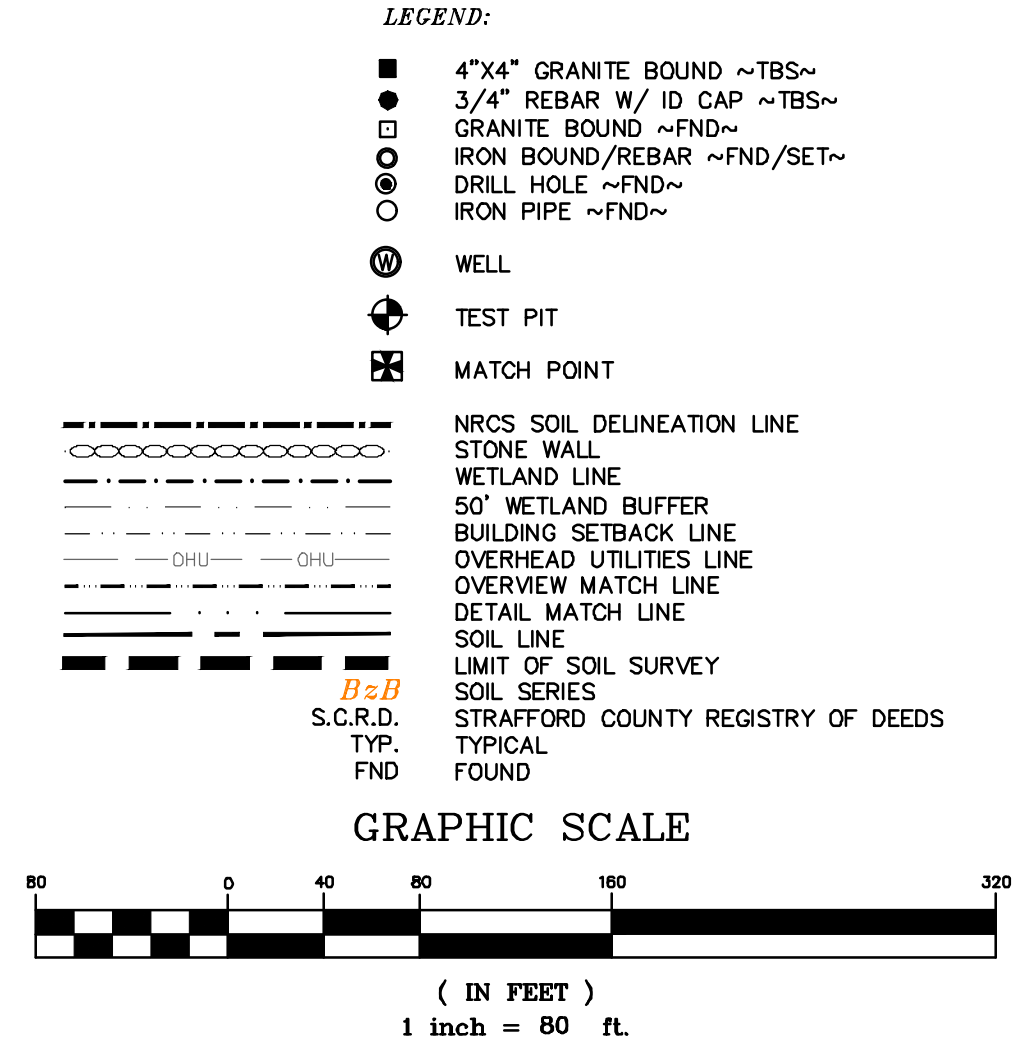 LEGEND:
4"X4" GRANITE BOUND ~TBS~
3/4" REBAR W/ ID CAP ~TBS~
GRANITE BOUND ~FND~
IRON BOUND/REBAR ~FND/SET~
DRILL HOLE ~FND~
IRON PIPE ~FND~
W WELL
TEST PIT
MATCH POINT
NRCS SOIL DELINEATION LINE
STONE WALL
WETLAND LINE
50' WETLAND BUFFER
BUILDING SETBACK LINE
OHU OHU OVERHEAD UTILITIES LINE
OVERVIEW MATCH LINE
DETAIL MATCH LINE
SOIL LINE
LIMIT OF SOIL SURVEY
BzB SOIL SERIES
S.C.R.D. STRAFFORD COUNTY REGISTRY OF DEEDS
TYP. TYPICAL
FND FOUND
GRAPHIC SCALE
80 0 40 80 160 320
( IN FEET )
1 inch = 80 ft.